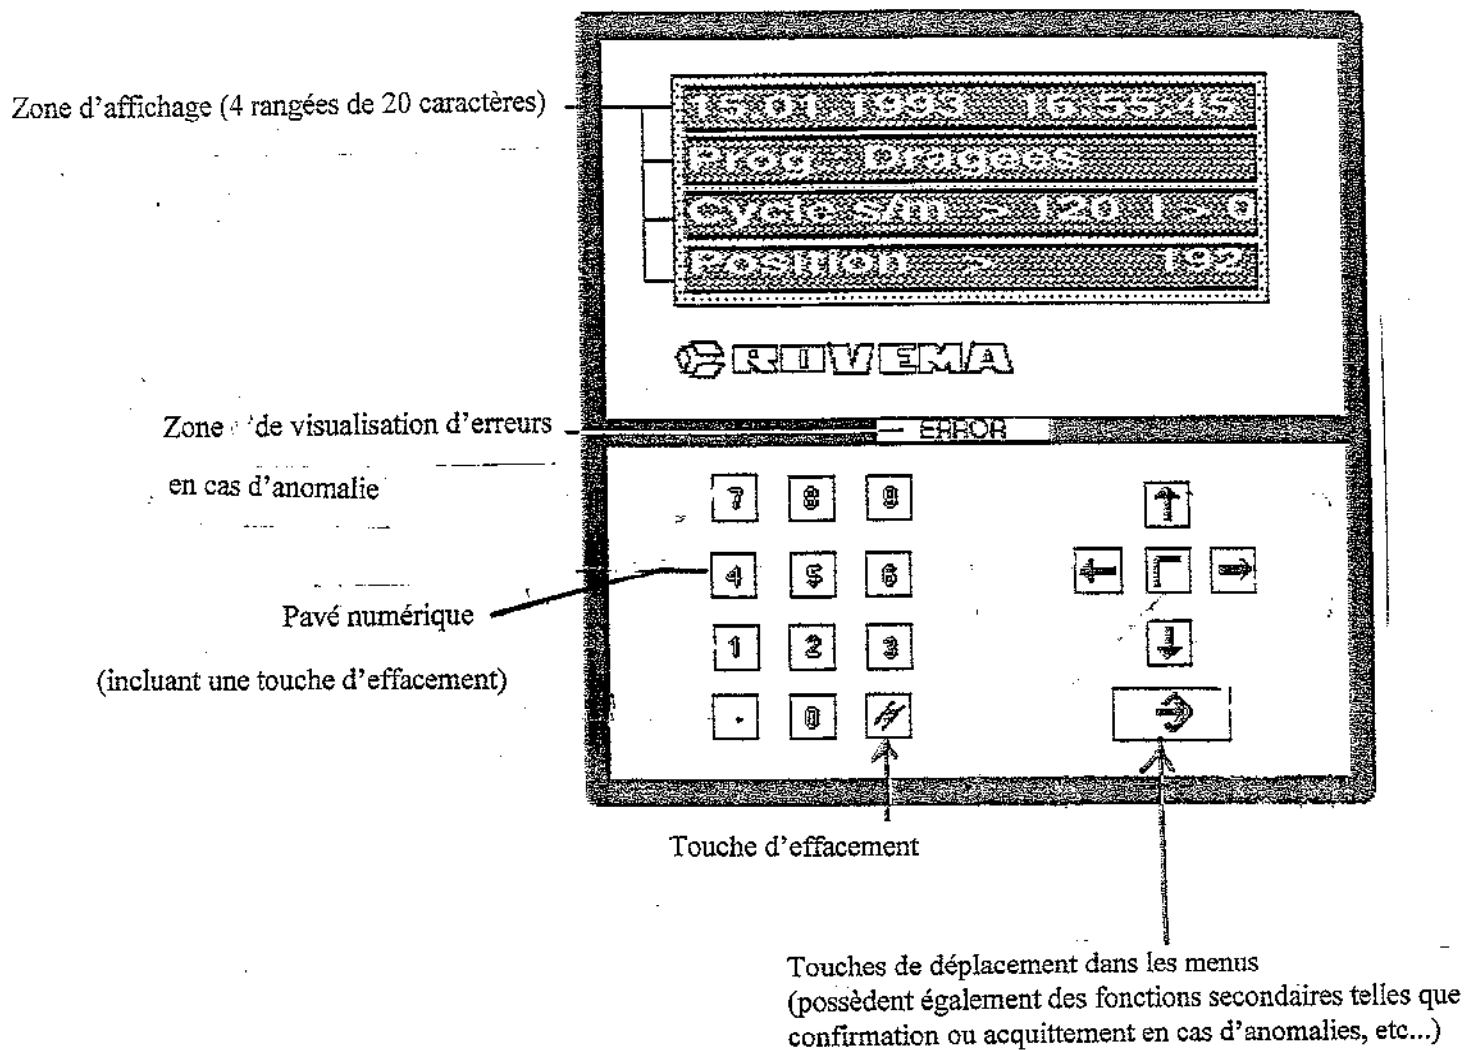 Zone d'affichage (4 rangées de 20 caractères)
15.01.1993 16:55:45
Prog. Dragees
Cycle s/m > 120 I > 0
Position > 192
ROVEMA
Zone de visualisation d'erreurs
en cas d'anomalie
ERROR
7 8 9
4 5 6
1 2 3
. 0
Pavé numérique
(incluant une touche d'effacement)
Touche d'effacement
Touches de déplacement dans les menus
(possèdent également des fonctions secondaires telles que
confirmation ou acquittement en cas d'anomalies, etc...)